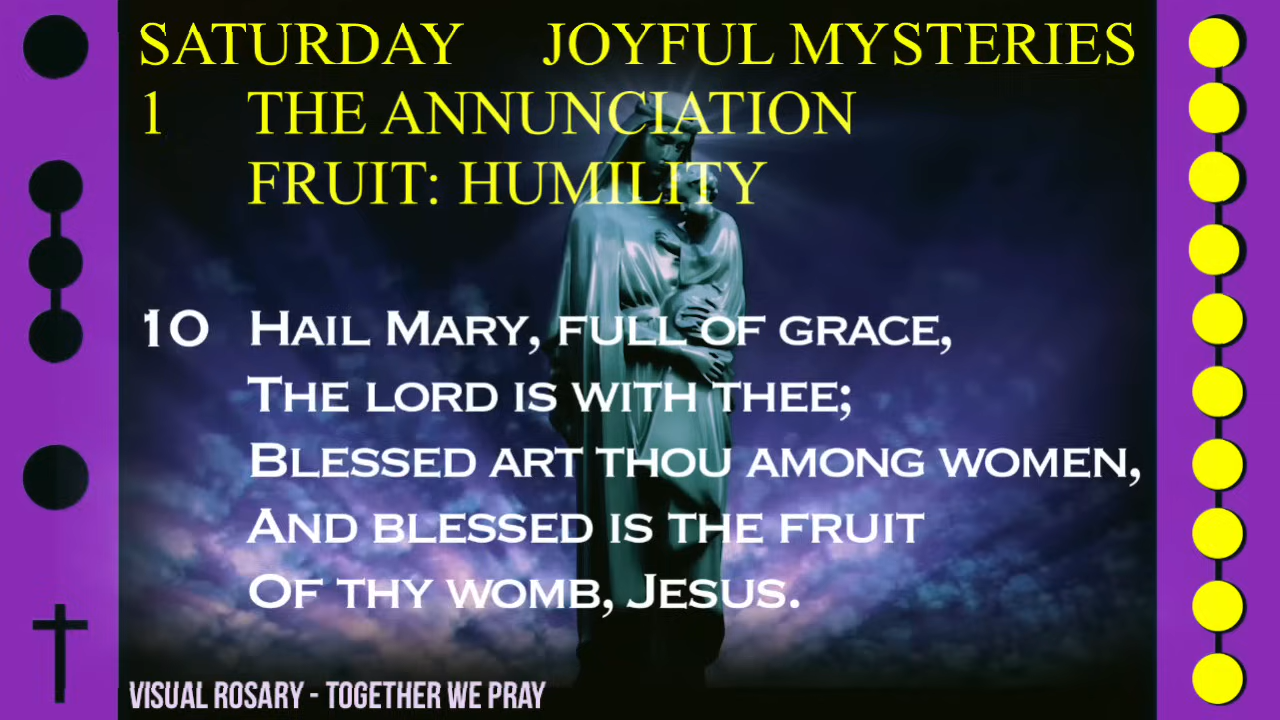 SATURDAY JOYFUL MYSTERIES
1 THE ANNUNCIATION
FRUIT: HUMILITY
10 HAIL MARY, FULL OF GRACE,
THE LORD IS WITH THEE;
BLESSED ART THOU AMONG WOMEN,
AND BLESSED IS THE FRUIT
OF THY WOMB, JESUS.
VISUAL ROSARY - TOGETHER WE PRAY